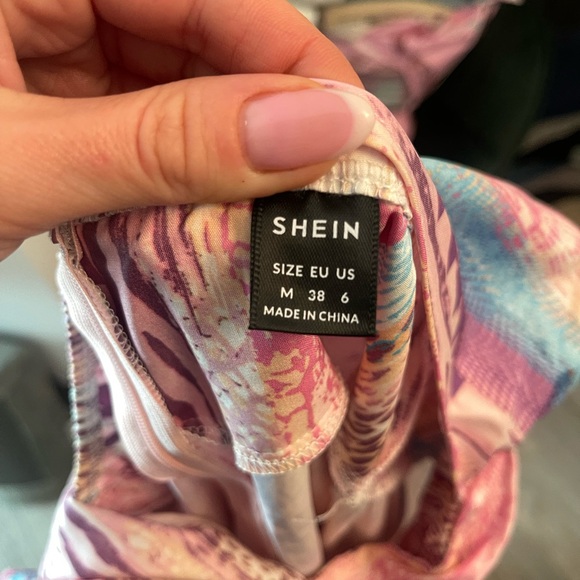 SHEIN
SIZE EU US
M 38 6
MADE IN CHINA